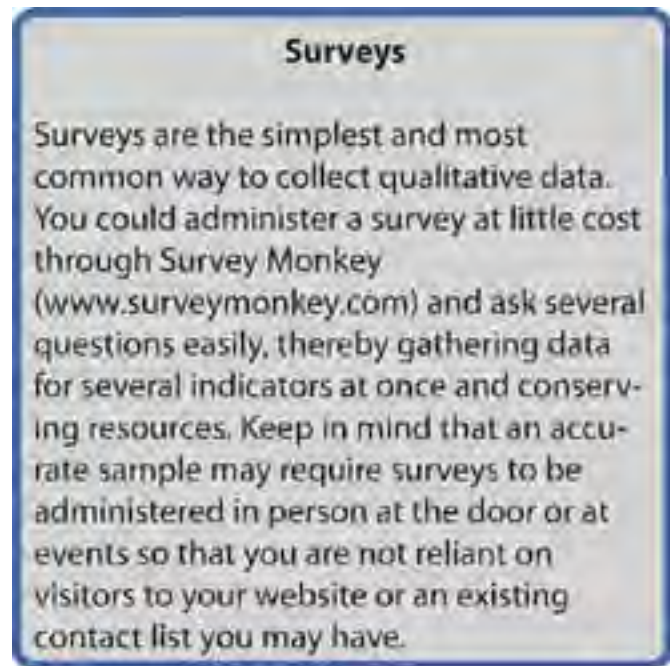 Surveys
Surveys are the simplest and most
common way to collect qualitative data.
You could administer a survey at little cost
through Survey Monkey
(www.surveymonkey.com) and ask several
questions easily, thereby gathering data
for several indicators at once and conserv-
ing resources. Keep in mind that an accu-
rate sample may require surveys to be
administered in person at the door or at
events so that you are not reliant on
visitors to your website or an existing
contact list you may have.